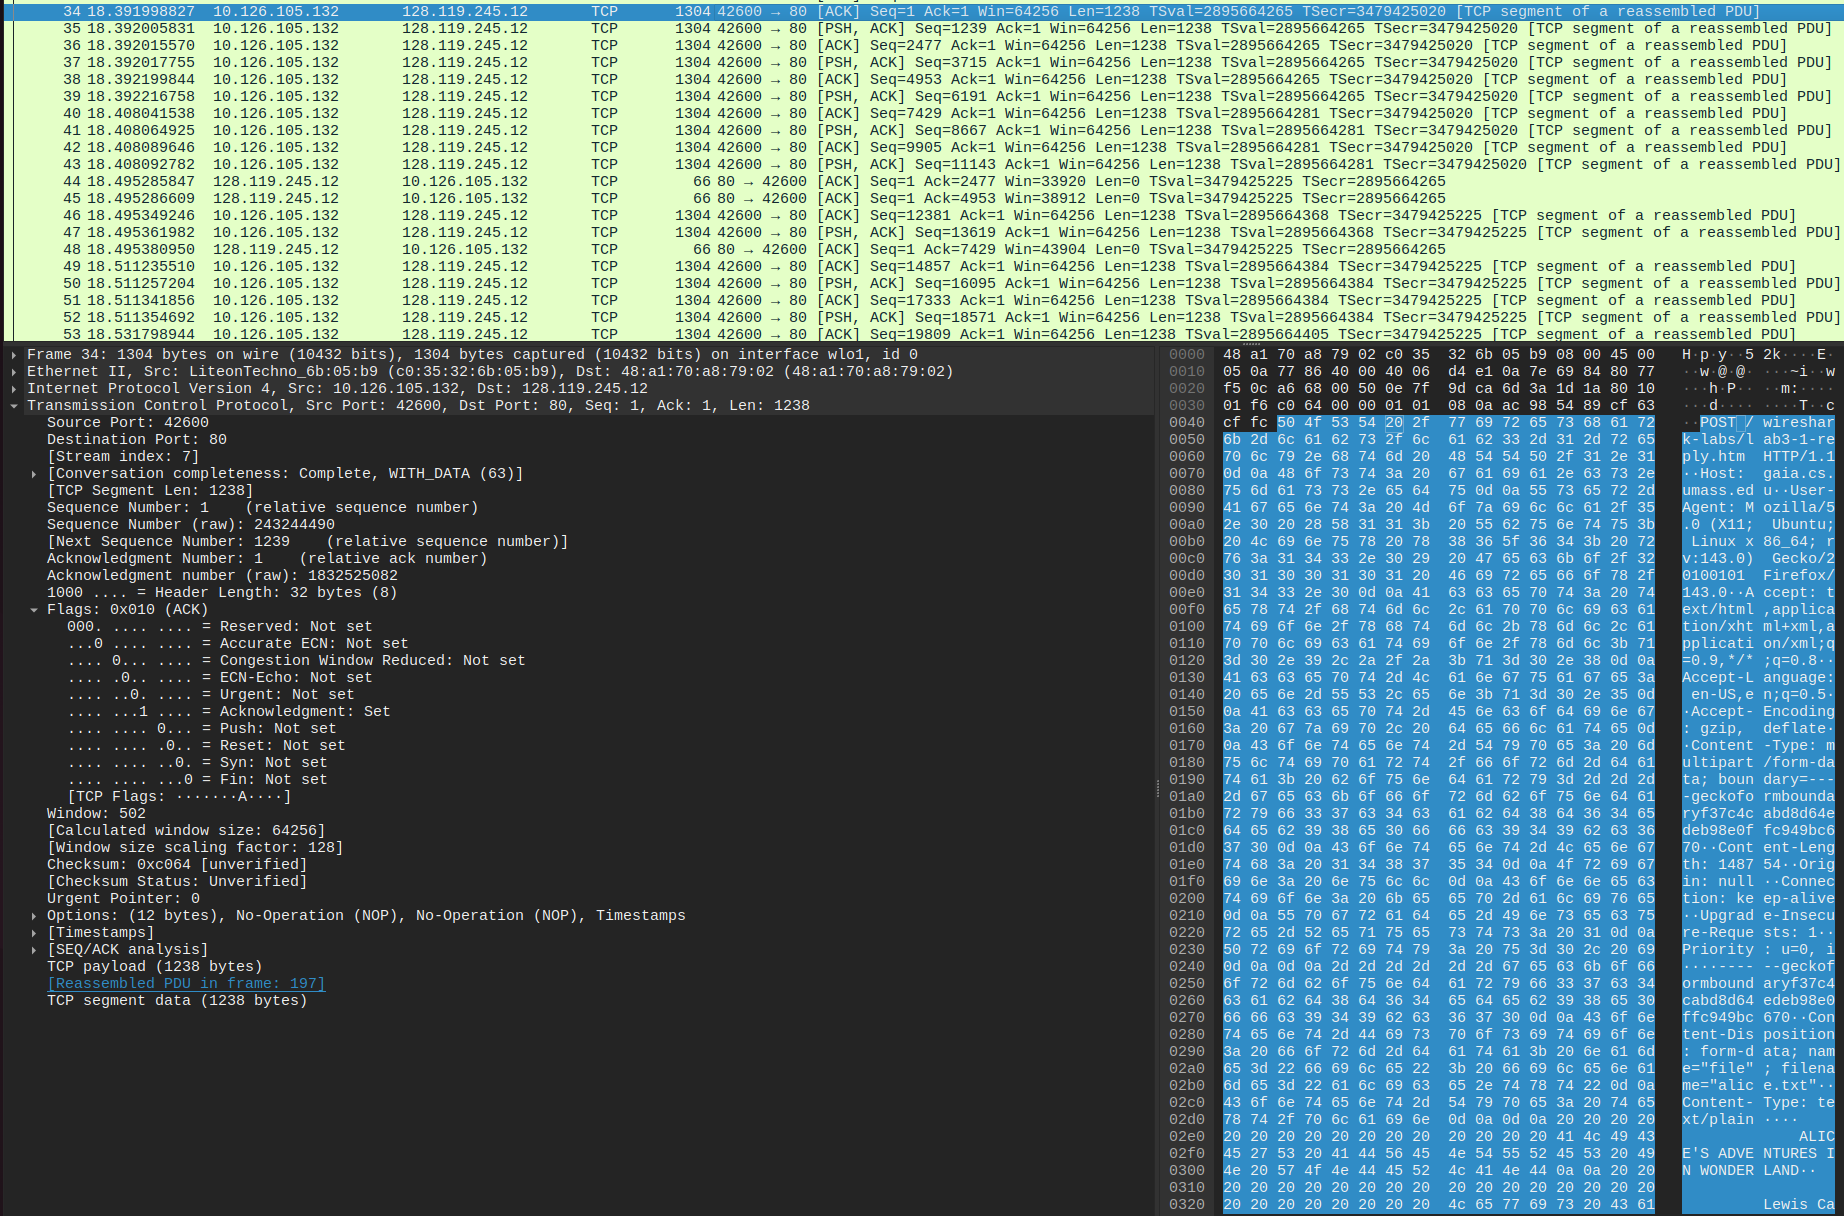 34 18.391998827 10.126.105.132 128.119.245.12 TCP 1304 42600 → 80 [ACK] Seq=1 Ack=1 Win=64256 Len=1238 TSval=2895664265 TSecr=3479425020 [TCP segment of a reassembled PDU]
35 18.392005831 10.126.105.132 128.119.245.12 TCP 1304 42600 → 80 [PSH, ACK] Seq=1239 Ack=1 Win=64256 Len=1238 TSval=2895664265 TSecr=3479425020 [TCP segment of a reassembled PDU]
36 18.392015570 10.126.105.132 128.119.245.12 TCP 1304 42600 → 80 [ACK] Seq=2477 Ack=1 Win=64256 Len=1238 TSval=2895664265 TSecr=3479425020 [TCP segment of a reassembled PDU]
37 18.392017755 10.126.105.132 128.119.245.12 TCP 1304 42600 → 80 [PSH, ACK] Seq=3715 Ack=1 Win=64256 Len=1238 TSval=2895664265 TSecr=3479425020 [TCP segment of a reassembled PDU]
38 18.392199844 10.126.105.132 128.119.245.12 TCP 1304 42600 → 80 [ACK] Seq=4953 Ack=1 Win=64256 Len=1238 TSval=2895664265 TSecr=3479425020 [TCP segment of a reassembled PDU]
39 18.392216758 10.126.105.132 128.119.245.12 TCP 1304 42600 → 80 [PSH, ACK] Seq=6191 Ack=1 Win=64256 Len=1238 TSval=2895664265 TSecr=3479425020 [TCP segment of a reassembled PDU]
40 18.408041538 10.126.105.132 128.119.245.12 TCP 1304 42600 → 80 [ACK] Seq=7429 Ack=1 Win=64256 Len=1238 TSval=2895664281 TSecr=3479425020 [TCP segment of a reassembled PDU]
41 18.408064925 10.126.105.132 128.119.245.12 TCP 1304 42600 → 80 [PSH, ACK] Seq=8667 Ack=1 Win=64256 Len=1238 TSval=2895664281 TSecr=3479425020 [TCP segment of a reassembled PDU]
42 18.408089646 10.126.105.132 128.119.245.12 TCP 1304 42600 → 80 [ACK] Seq=9905 Ack=1 Win=64256 Len=1238 TSval=2895664281 TSecr=3479425020 [TCP segment of a reassembled PDU]
43 18.408092782 10.126.105.132 128.119.245.12 TCP 1304 42600 → 80 [PSH, ACK] Seq=11143 Ack=1 Win=64256 Len=1238 TSval=2895664281 TSecr=3479425020 [TCP segment of a reassembled PDU]
44 18.495285847 128.119.245.12 10.126.105.132 TCP 66 80 → 42600 [ACK] Seq=1 Ack=2477 Win=33920 Len=0 TSval=3479425225 TSecr=2895664265
45 18.495286609 128.119.245.12 10.126.105.132 TCP 66 80 → 42600 [ACK] Seq=1 Ack=4953 Win=38912 Len=0 TSval=3479425225 TSecr=2895664265
46 18.495349246 10.126.105.132 128.119.245.12 TCP 1304 42600 → 80 [ACK] Seq=12381 Ack=1 Win=64256 Len=1238 TSval=2895664368 TSecr=3479425225 [TCP segment of a reassembled PDU]
47 18.495361982 10.126.105.132 128.119.245.12 TCP 1304 42600 → 80 [PSH, ACK] Seq=13619 Ack=1 Win=64256 Len=1238 TSval=2895664368 TSecr=3479425225 [TCP segment of a reassembled PDU]
48 18.495380950 128.119.245.12 10.126.105.132 TCP 66 80 → 42600 [ACK] Seq=1 Ack=7429 Win=43904 Len=0 TSval=3479425225 TSecr=2895664265
49 18.511235510 10.126.105.132 128.119.245.12 TCP 1304 42600 → 80 [ACK] Seq=14857 Ack=1 Win=64256 Len=1238 TSval=2895664384 TSecr=3479425225 [TCP segment of a reassembled PDU]
50 18.511257204 10.126.105.132 128.119.245.12 TCP 1304 42600 → 80 [PSH, ACK] Seq=16095 Ack=1 Win=64256 Len=1238 TSval=2895664384 TSecr=3479425225 [TCP segment of a reassembled PDU]
51 18.511341856 10.126.105.132 128.119.245.12 TCP 1304 42600 → 80 [ACK] Seq=17333 Ack=1 Win=64256 Len=1238 TSval=2895664384 TSecr=3479425225 [TCP segment of a reassembled PDU]
52 18.511354692 10.126.105.132 128.119.245.12 TCP 1304 42600 → 80 [PSH, ACK] Seq=18571 Ack=1 Win=64256 Len=1238 TSval=2895664384 TSecr=3479425225 [TCP segment of a reassembled PDU]
53 18.531798944 10.126.105.132 128.119.245.12 TCP 1304 42600 → 80 [ACK] Seq=19809 Ack=1 Win=64256 Len=1238 TSval=2895664405 TSecr=3479425225 [TCP segment of a reassembled PDU]
Frame 34: 1304 bytes on wire (10432 bits), 1304 bytes captured (10432 bits) on interface wlo1, id 0
Ethernet II, Src: LiteonTechno_6b:05:b9 (c0:35:32:6b:05:b9), Dst: 48:a1:70:a8:79:02 (48:a1:70:a8:79:02)
Internet Protocol Version 4, Src: 10.126.105.132, Dst: 128.119.245.12
Transmission Control Protocol, Src Port: 42600, Dst Port: 80, Seq: 1, Ack: 1, Len: 1238
Source Port: 42600
Destination Port: 80
[Stream index: 7]
[Conversation completeness: Complete, WITH_DATA (63)]
[TCP Segment Len: 1238]
Sequence Number: 1    (relative sequence number)
Sequence Number (raw): 243244490
[Next Sequence Number: 1239    (relative sequence number)]
Acknowledgment Number: 1    (relative ack number)
Acknowledgment number (raw): 1832525082
1000 .... = Header Length: 32 bytes (8)
Flags: 0x010 (ACK)
000. .... .... = Reserved: Not set
...0 .... .... = Accurate ECN: Not set
.... 0... .... = Congestion Window Reduced: Not set
.... .0.. .... = ECN-Echo: Not set
.... ..0. .... = Urgent: Not set
.... ...1 .... = Acknowledgment: Set
.... .... 0... = Push: Not set
.... .... .0.. = Reset: Not set
.... .... ..0. = Syn: Not set
.... .... ...0 = Fin: Not set
[TCP Flags: ·······A····]
Window: 502
[Calculated window size: 64256]
[Window size scaling factor: 128]
Checksum: 0xc064 [unverified]
[Checksum Status: Unverified]
Urgent Pointer: 0
Options: (12 bytes), No-Operation (NOP), No-Operation (NOP), Timestamps
[Timestamps]
[SEQ/ACK analysis]
TCP payload (1238 bytes)
[Reassembled PDU in frame: 197]
TCP segment data (1238 bytes)
0000 48 a1 70 a8 79 02 c0 35 32 6b 05 b9 08 00 45 00 H·p·y··5 2k····E·
0010 05 0a 77 86 40 00 40 06 d4 e1 0a 7e 69 84 80 77 ··w·@·@· ···~i··w
0020 f5 0c a6 68 00 50 0e 7f 9d ca 6d 3a 1d 1a 80 10 ···h·P·· ··m:····
0030 01 f6 c0 64 00 00 01 01 08 0a ac 98 54 89 cf 63 ···d···· ····T··c
0040 cf fc 50 4f 53 54 20 2f 77 69 72 65 73 68 61 72 ··POST / wireshar
0050 6b 2d 6c 61 62 73 2f 6c 61 62 33 2d 31 2d 72 65 k-labs/l ab3-1-re
0060 70 6c 79 2e 68 74 6d 20 48 54 54 50 2f 31 2e 31 ply.htm HTTP/1.1
0070 0d 0a 48 6f 73 74 3a 20 67 61 69 61 2e 63 73 2e ··Host: gaia.cs.
0080 75 6d 61 73 73 2e 65 64 75 0d 0a 55 73 65 72 2d umass.ed u··User-
0090 41 67 65 6e 74 3a 20 4d 6f 7a 69 6c 6c 61 2f 35 Agent: M ozilla/5
00a0 2e 30 20 28 58 31 31 3b 20 55 62 75 6e 74 75 3b .0 (X11; Ubuntu;
00b0 20 4c 69 6e 75 78 20 78 38 36 5f 36 34 3b 20 72 Linux x 86_64; r
00c0 76 3a 31 34 33 2e 30 29 20 47 65 63 6b 6f 2f 32 v:143.0) Gecko/2
00d0 30 31 30 30 31 30 31 20 46 69 72 65 66 6f 78 2f 0100101 Firefox/
00e0 31 34 33 2e 30 0d 0a 41 63 63 65 70 74 3a 20 74 143.0··A ccept: t
00f0 65 78 74 2f 68 74 6d 6c 2c 61 70 70 6c 69 63 61 ext/html ,applica
0100 74 69 6f 6e 2f 78 68 74 6d 6c 2b 78 6d 6c 2c 61 tion/xht ml+xml,a
0110 70 70 6c 69 63 61 74 69 6f 6e 2f 78 6d 6c 3b 71 pplicati on/xml;q
0120 3d 30 2e 39 2c 2a 2f 2a 3b 71 3d 30 2e 38 0d 0a =0.9,*/* ;q=0.8··
0130 41 63 63 65 70 74 2d 4c 61 6e 67 75 61 67 65 3a Accept-L anguage:
0140 20 65 6e 2d 55 53 2c 65 6e 3b 71 3d 30 2e 35 0d en-US,e n;q=0.5·
0150 0a 41 63 63 65 70 74 2d 45 6e 63 6f 64 69 6e 67 ·Accept- Encoding
0160 3a 20 67 7a 69 70 2c 20 64 65 66 6c 61 74 65 0d : gzip, deflate·
0170 0a 43 6f 6e 74 65 6e 74 2d 54 79 70 65 3a 20 6d ·Content -Type: m
0180 75 6c 74 69 70 61 72 74 2f 66 6f 72 6d 2d 64 61 ultipart /form-da
0190 74 61 3b 20 62 6f 75 6e 64 61 72 79 3d 2d 2d 2d ta; boun dary=---
01a0 2d 67 65 63 6b 6f 66 6f 72 6d 62 6f 75 6e 64 61 -geckofo rmbounda
01b0 72 79 66 33 37 63 34 63 61 62 64 38 64 36 34 65 ryf37c4c abd8d64e
01c0 64 65 62 39 38 65 30 66 66 63 39 34 39 62 63 36 deb98e0f fc949bc6
01d0 37 30 0d 0a 43 6f 6e 74 65 6e 74 2d 4c 65 6e 67 70··Cont ent-Leng
01e0 74 68 3a 20 31 34 38 37 35 34 0d 0a 4f 72 69 67 th: 1487 54··Orig
01f0 69 6e 3a 20 6e 75 6c 6c 0d 0a 43 6f 6e 6e 65 63 in: null ··Connec
0200 74 69 6f 6e 3a 20 6b 65 65 70 2d 61 6c 69 76 65 tion: ke ep-alive
0210 0d 0a 55 70 67 72 61 64 65 2d 49 6e 73 65 63 75 ··Upgrad e-Insecu
0220 72 65 2d 52 65 71 75 65 73 74 73 3a 20 31 0d 0a re-Reque sts: 1··
0230 50 72 69 6f 72 69 74 79 3a 20 75 3d 30 2c 20 69 Priority : u=0, i
0240 0d 0a 0d 0a 2d 2d 2d 2d 2d 2d 67 65 63 6b 6f 66 ····---- --geckof
0250 6f 72 6d 62 6f 75 6e 64 61 72 79 66 33 37 63 34 ormbound aryf37c4
0260 63 61 62 64 38 64 36 34 65 64 65 62 39 38 65 30 cabd8d64 edeb98e0
0270 66 66 63 39 34 39 62 63 36 37 30 0d 0a 43 6f 6e ffc949bc 670··Con
0280 74 65 6e 74 2d 44 69 73 70 6f 73 69 74 69 6f 6e tent-Dis position
0290 3a 20 66 6f 72 6d 2d 64 61 74 61 3b 20 6e 61 6d : form-d ata; nam
02a0 65 3d 22 66 69 6c 65 22 3b 20 66 69 6c 65 6e 61 e="file" ; filena
02b0 6d 65 3d 22 61 6c 69 63 65 2e 74 78 74 22 0d 0a me="alic e.txt"··
02c0 43 6f 6e 74 65 6e 74 2d 54 79 70 65 3a 20 74 65 Content- Type: te
02d0 78 74 2f 70 6c 61 69 6e 0d 0a 0d 0a 20 20 20 20 xt/plain ····
02e0 20 20 20 20 20 20 20 20 20 20 20 20 41 4c 49 43 ALIC
02f0 45 27 53 20 41 44 56 45 4e 54 55 52 45 53 20 49 E'S ADVE NTURES I
0300 4e 20 57 4f 4e 44 45 52 4c 41 4e 44 0a 0a 20 20 N WONDER LAND··
0310 20 20 20 20 20 20 20 20 20 20 20 20 20 20 20 20
0320 20 20 20 20 20 20 20 20 4c 65 77 69 73 20 43 61 Lewis Ca